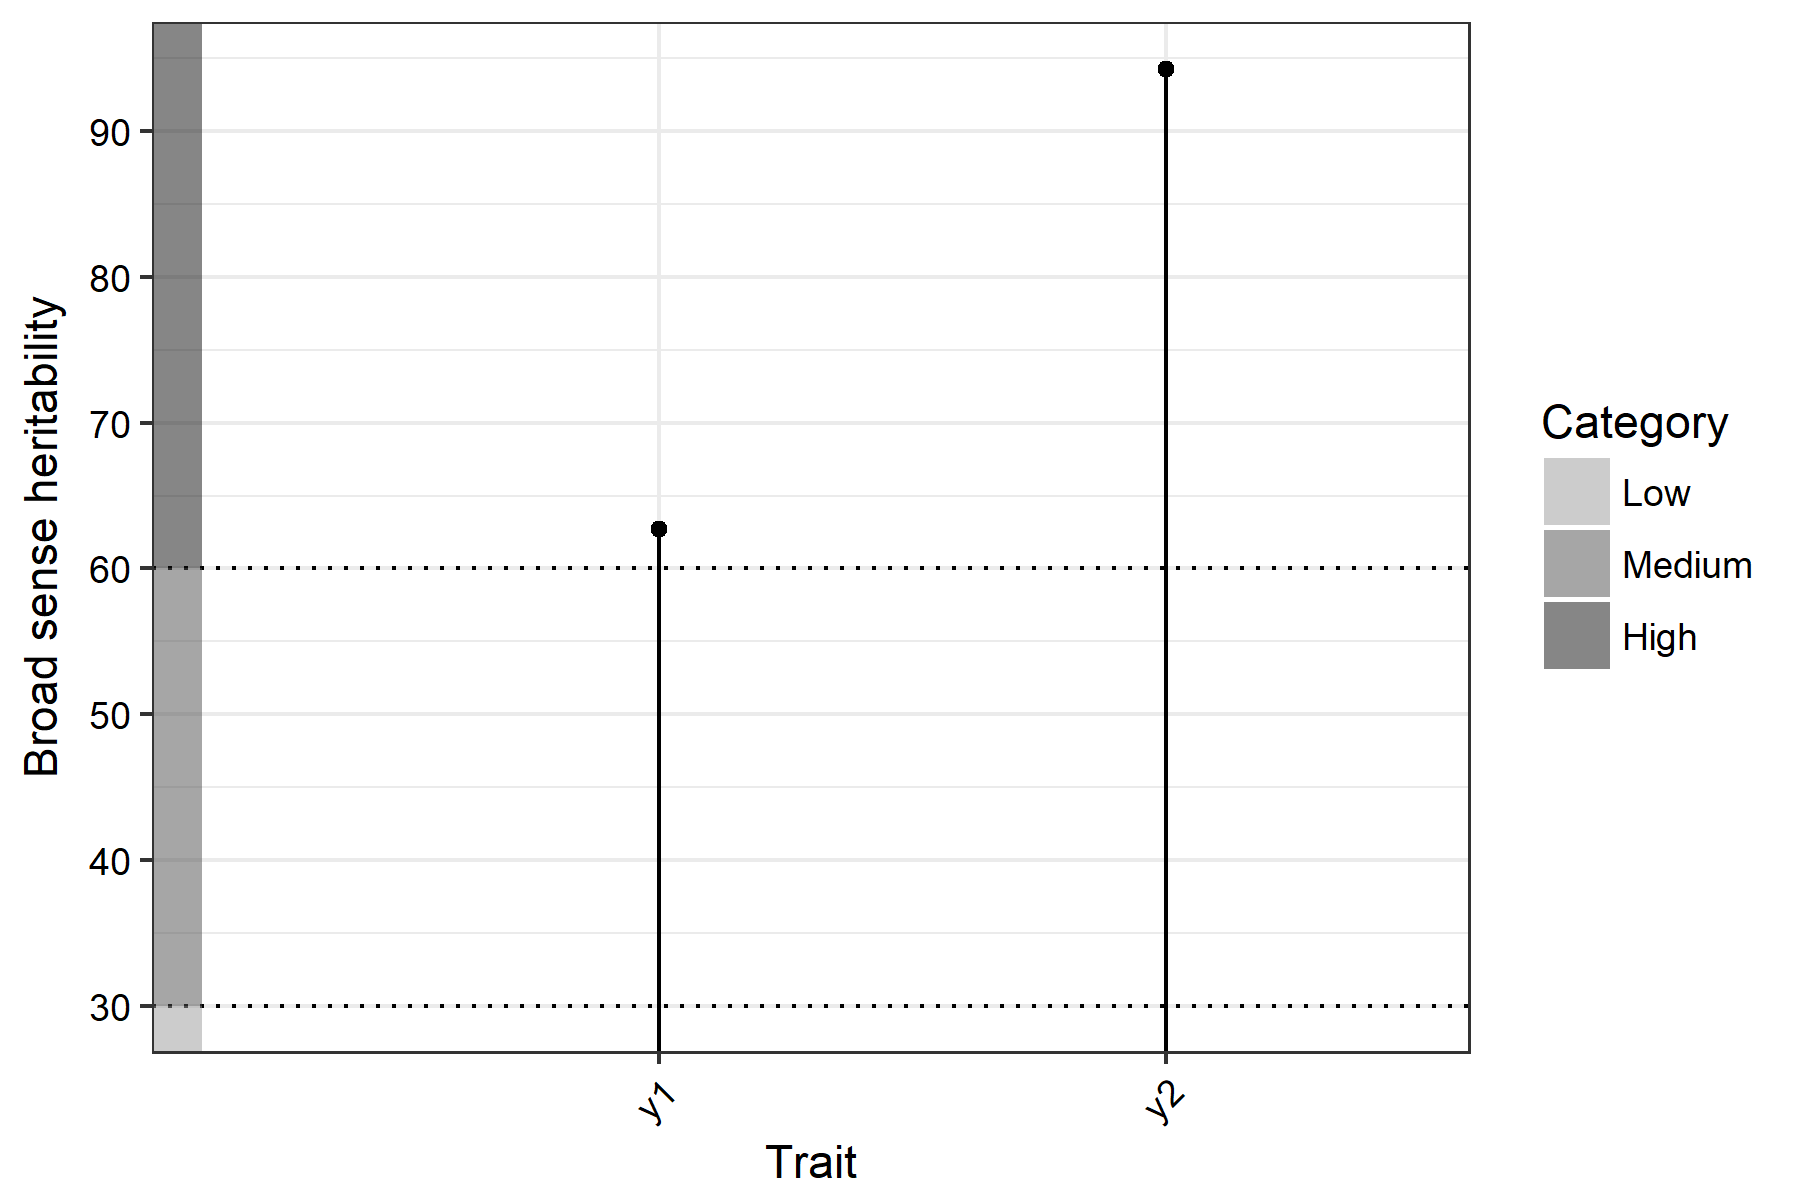 Broad sense heritability
90
80
70
60
50
40
30
y1
y2
Trait
Category
Low
Medium
High